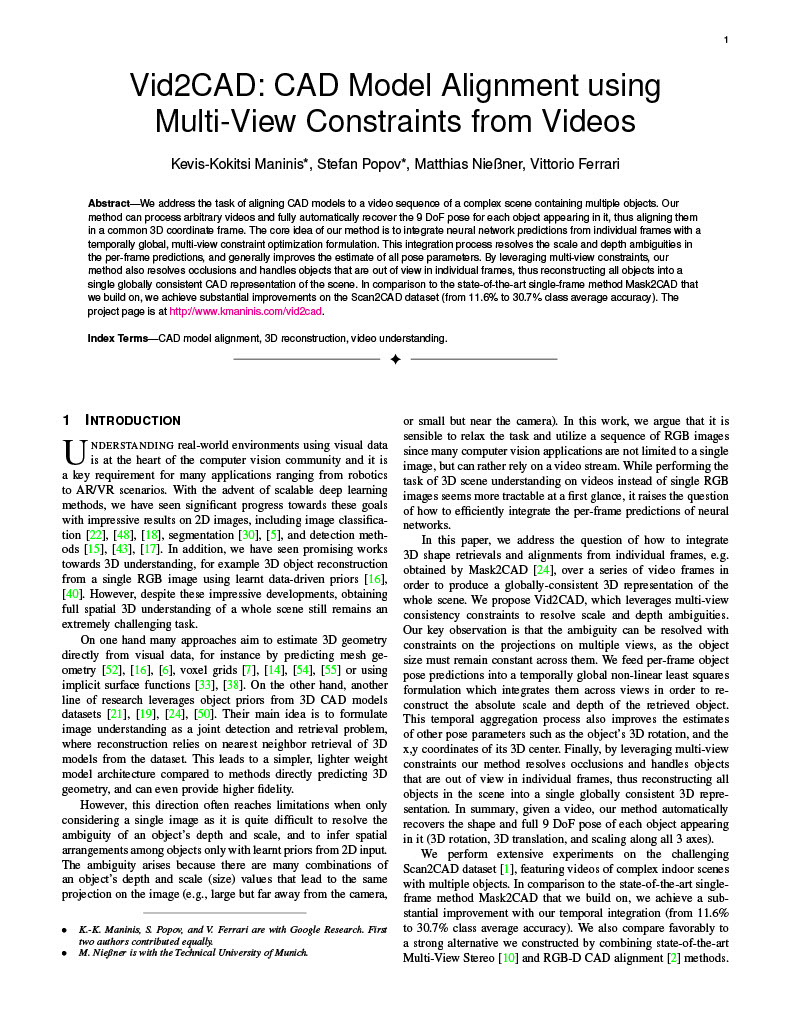 1
Vid2CAD: CAD Model Alignment using
Multi-View Constraints from Videos
Kevis-Kokitsi Maninis*, Stefan Popov*, Matthias Nießner, Vittorio Ferrari
Abstract—We address the task of aligning CAD models to a video sequence of a complex scene containing multiple objects. Our
method can process arbitrary videos and fully automatically recover the 9 DoF pose for each object appearing in it, thus aligning them
in a common 3D coordinate frame. The core idea of our method is to integrate neural network predictions from individual frames with a
temporally global, multi-view constraint optimization formulation. This integration process resolves the scale and depth ambiguities in
the per-frame predictions, and generally improves the estimate of all pose parameters. By leveraging multi-view constraints, our
method also resolves occlusions and handles objects that are out of view in individual frames, thus reconstructing all objects into a
single globally consistent CAD representation of the scene. In comparison to the state-of-the-art single-frame method Mask2CAD that
we build on, we achieve substantial improvements on the Scan2CAD dataset (from 11.6% to 30.7% class average accuracy). The
project page is at http://www.kmaninis.com/vid2cad.
Index Terms—CAD model alignment, 3D reconstruction, video understanding.
1 INTRODUCTION
UNDERSTANDING real-world environments using visual data
is at the heart of the computer vision community and it is
a key requirement for many applications ranging from robotics
to AR/VR scenarios. With the advent of scalable deep learning
methods, we have seen significant progress towards these goals
with impressive results on 2D images, including image classifica-
tion [22], [48], [18], segmentation [30], [5], and detection meth-
ods [15], [43], [17]. In addition, we have seen promising works
towards 3D understanding, for example 3D object reconstruction
from a single RGB image using learnt data-driven priors [16],
[40]. However, despite these impressive developments, obtaining
full spatial 3D understanding of a whole scene still remains an
extremely challenging task.
On one hand many approaches aim to estimate 3D geometry
directly from visual data, for instance by predicting mesh ge-
ometry [52], [16], [6], voxel grids [7], [14], [54], [55] or using
implicit surface functions [33], [38]. On the other hand, another
line of research leverages object priors from 3D CAD models
datasets [21], [19], [24], [50]. Their main idea is to formulate
image understanding as a joint detection and retrieval problem,
where reconstruction relies on nearest neighbor retrieval of 3D
models from the dataset. This leads to a simpler, lighter weight
model architecture compared to methods directly predicting 3D
geometry, and can even provide higher fidelity.
However, this direction often reaches limitations when only
considering a single image as it is quite difficult to resolve the
ambiguity of an object's depth and scale, and to infer spatial
arrangements among objects only with learnt priors from 2D input.
The ambiguity arises because there are many combinations of
an object's depth and scale (size) values that lead to the same
projection on the image (e.g., large but far away from the camera,
• K.-K. Maninis, S. Popov, and V. Ferrari are with Google Research. First
two authors contributed equally.
• M. Nießner is with the Technical University of Munich.
or small but near the camera). In this work, we argue that it is
sensible to relax the task and utilize a sequence of RGB images
since many computer vision applications are not limited to a single
image, but can rather rely on a video stream. While performing the
task of 3D scene understanding on videos instead of single RGB
images seems more tractable at a first glance, it raises the question
of how to efficiently integrate the per-frame predictions of neural
networks.
In this paper, we address the question of how to integrate
3D shape retrievals and alignments from individual frames, e.g.
obtained by Mask2CAD [24], over a series of video frames in
order to produce a globally-consistent 3D representation of the
whole scene. We propose Vid2CAD, which leverages multi-view
consistency constraints to resolve scale and depth ambiguities.
Our key observation is that the ambiguity can be resolved with
constraints on the projections on multiple views, as the object
size must remain constant across them. We feed per-frame object
pose predictions into a temporally global non-linear least squares
formulation which integrates them across views in order to re-
construct the absolute scale and depth of the retrieved object.
This temporal aggregation process also improves the estimates
of other pose parameters such as the object's 3D rotation, and the
x,y coordinates of its 3D center. Finally, by leveraging multi-view
constraints our method resolves occlusions and handles objects
that are out of view in individual frames, thus reconstructing all
objects in the scene into a single globally consistent 3D repre-
sentation. In summary, given a video, our method automatically
recovers the shape and full 9 DoF pose of each object appearing
in it (3D rotation, 3D translation, and scaling along all 3 axes).
We perform extensive experiments on the challenging
Scan2CAD dataset [1], featuring videos of complex indoor scenes
with multiple objects. In comparison to the state-of-the-art single-
frame method Mask2CAD that we build on, we achieve a sub-
stantial improvement with our temporal integration (from 11.6%
to 30.7% class average accuracy). We also compare favorably to
a strong alternative we constructed by combining state-of-the-art
Multi-View Stereo [10] and RGB-D CAD alignment [2] methods.